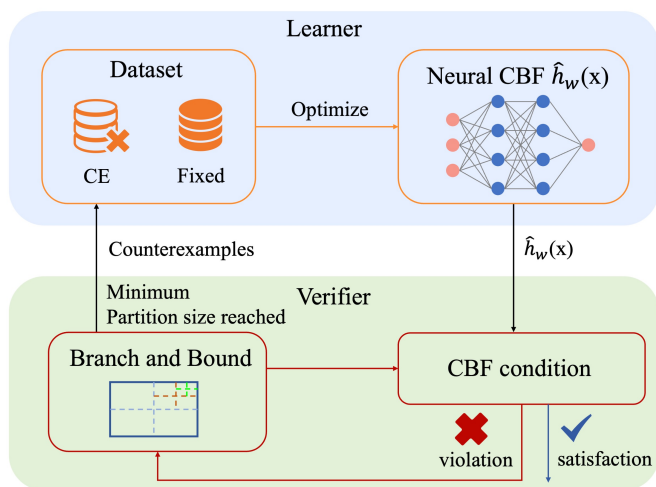 Learner
Dataset
CE
Fixed
Optimize
Neural CBF ĥ_w(x)
Counterexamples
ĥ_w(x)
Minimum
Partition size reached
Verifier
Branch and Bound
CBF condition
violation
satisfaction